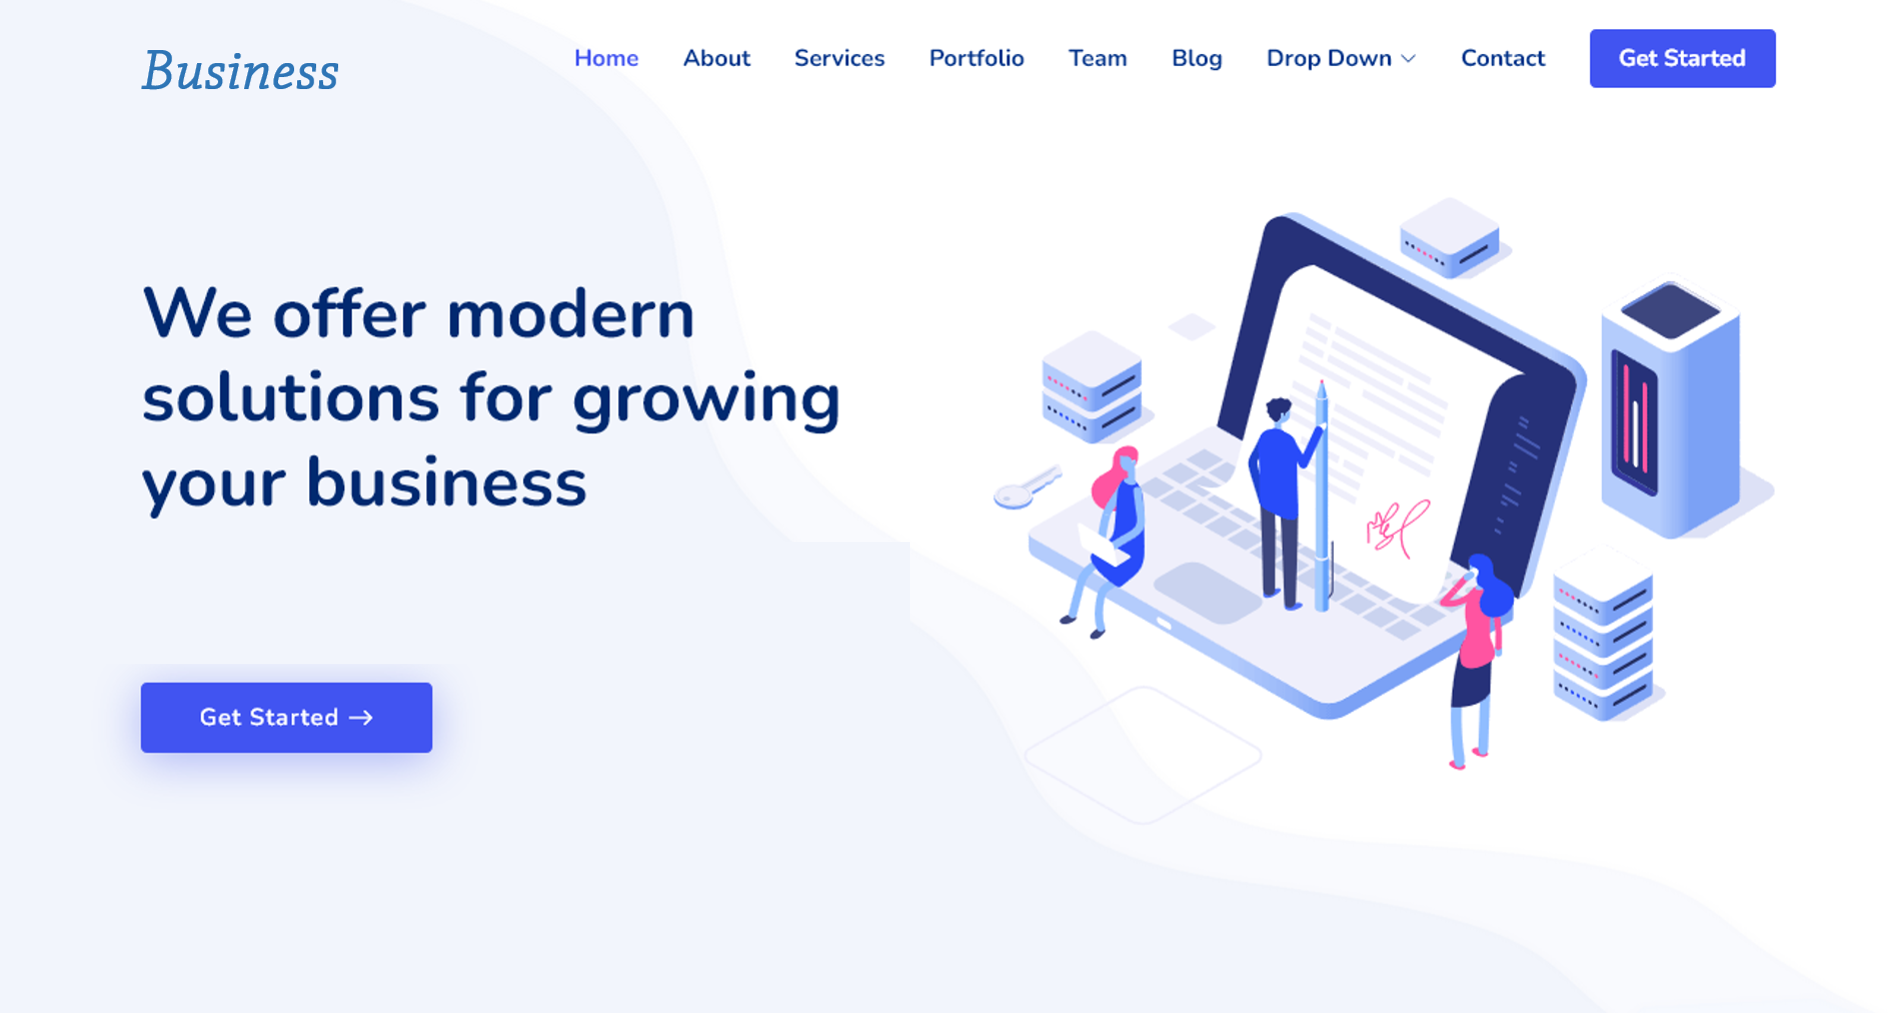 Business
Home About Services Portfolio Team Blog Drop Down Contact Get Started
We offer modern
solutions for growing
your business
Get Started →